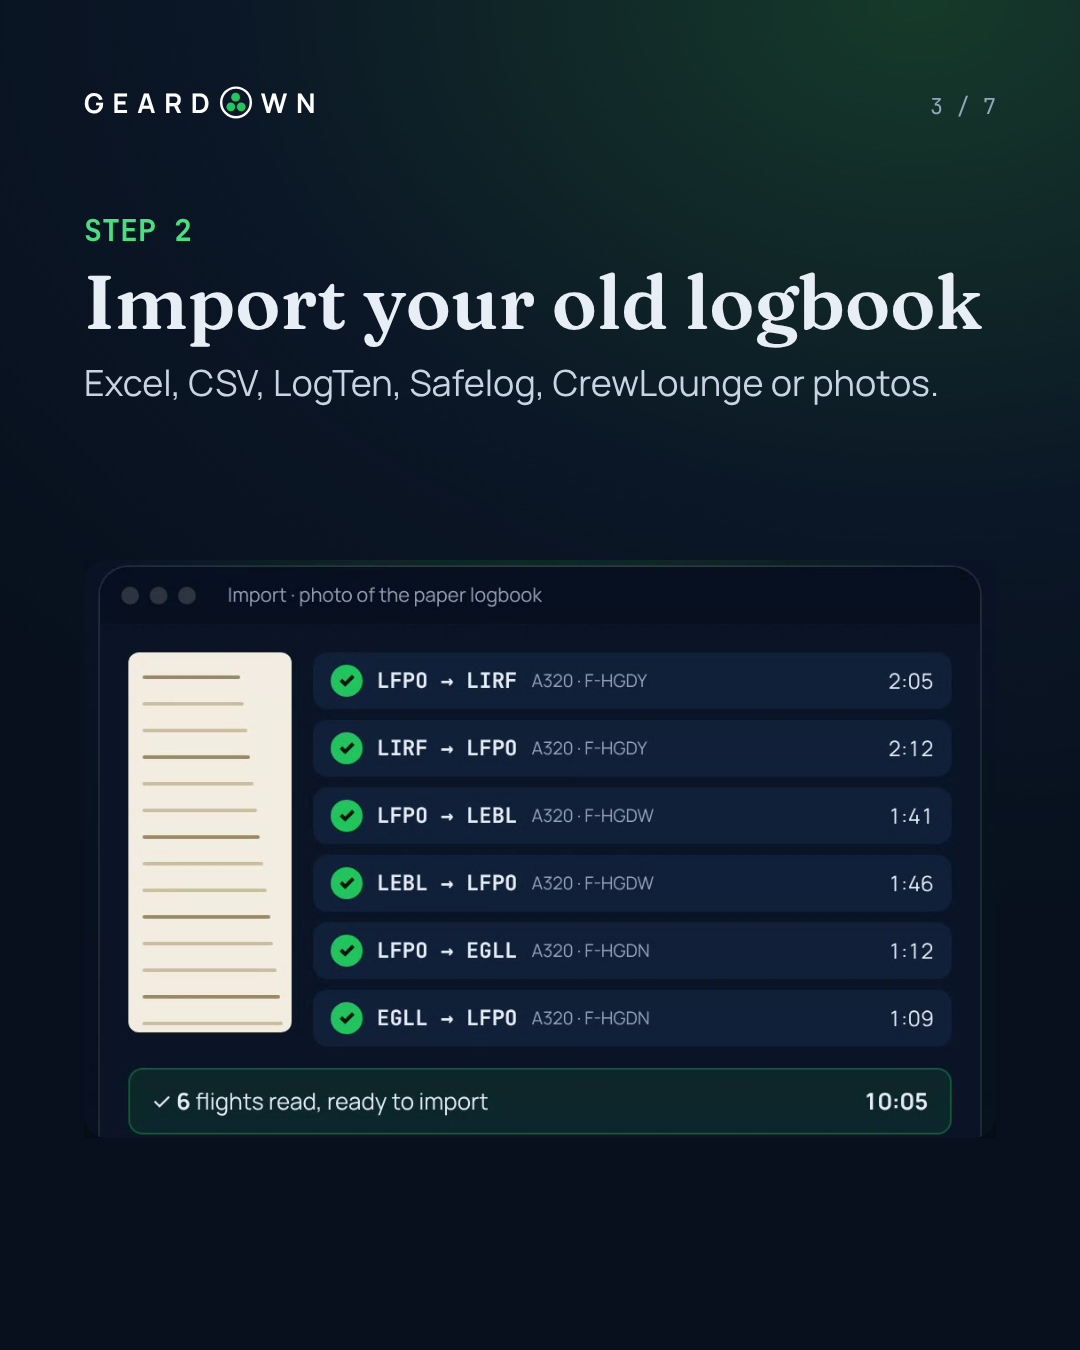 GEARDOWN
3 / 7
STEP 2
Import your old logbook
Excel, CSV, LogTen, Safelog, CrewLounge or photos.
Import · photo of the paper logbook
LFPO → LIRF A320 · F-HGDY 2:05
LIRF → LFPO A320 · F-HGDY 2:12
LFPO → LEBL A320 · F-HGDW 1:41
LEBL → LFPO A320 · F-HGDW 1:46
LFPO → EGLL A320 · F-HGDN 1:12
EGLL → LFPO A320 · F-HGDN 1:09
✓ 6 flights read, ready to import 10:05